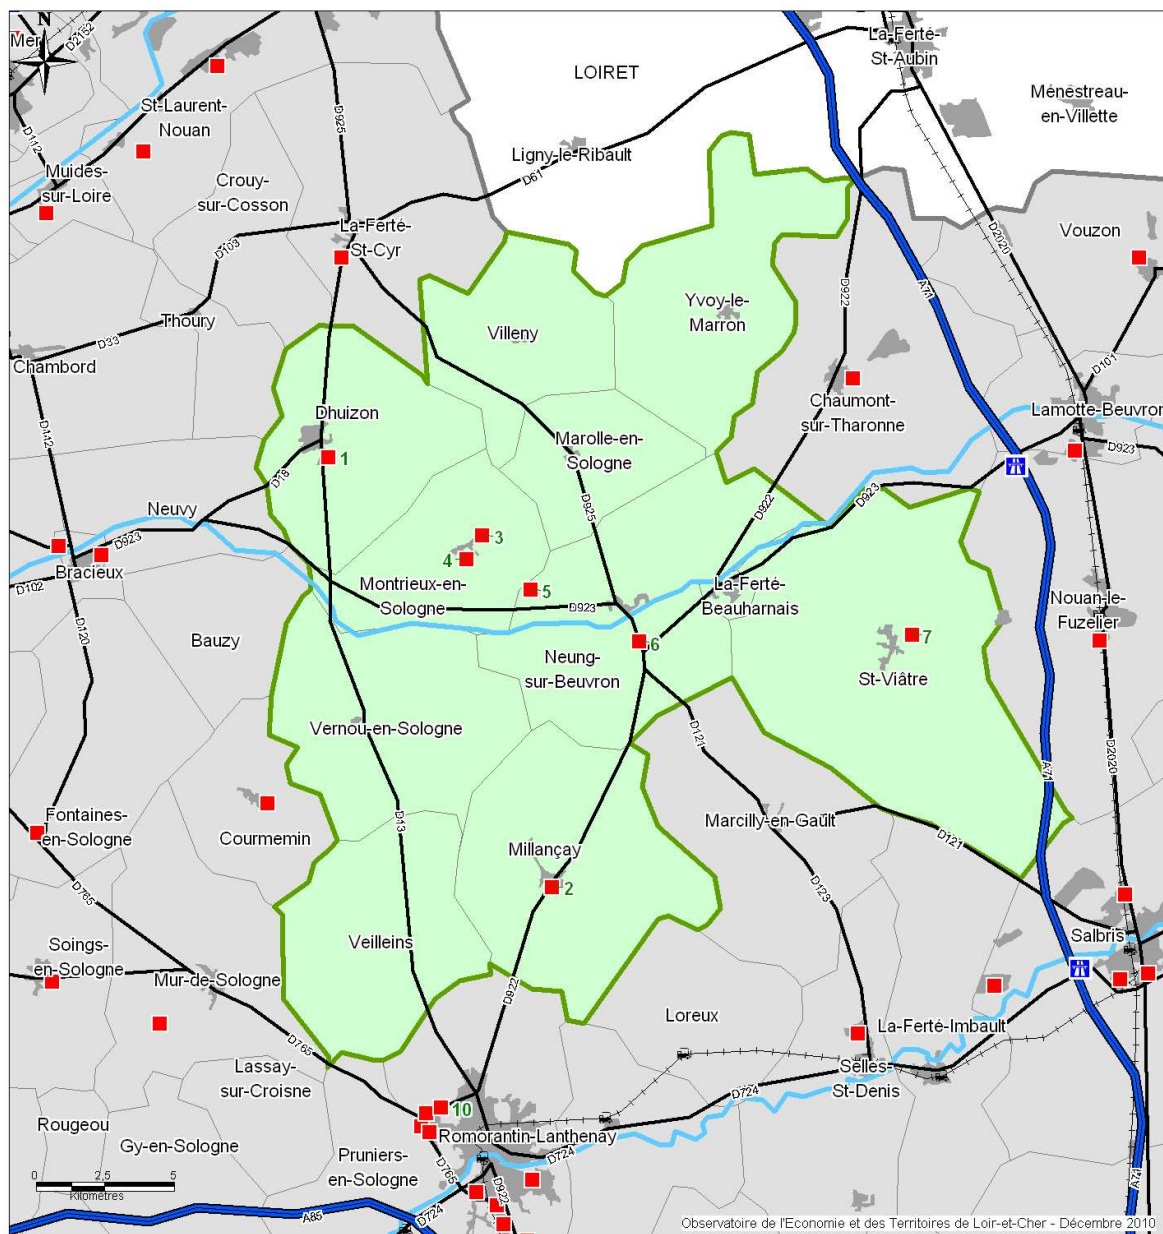 N
Mer
D2152
La-Ferté-
St-Aubin
LOIRET
Ménéstreau-
en-Villette
St-Laurent-
Nouan
D925
D112
Ligny-le-Ribault
D61
Muides-
sur-Loire
Crouy-
sur-Cosson
La-Ferté-
St-Cyr
D103
D2020
Vouzon
A71
D922
Yvoy-le-
Marron
Thoury
Villeny
D33
Chambord
D101
Chaumont-
sur-Tharonne
Lamotte-Beuvron
Dhuizon
D112
Marolle-en-
Sologne
D923
1
D18
D922
D923
Neuvy
D925
D923
3
4
Bracieux
D102
Montrieux-en-
Sologne
5
D923
La-Ferté-
Beauharnais
Nouan-le-
Fuzelier
D120
Bauzy
6
7
Neung-
sur-Beuvron
St-Viâtre
Vernou-en-Sologne
D121
D2020
A71
Fontaines-
en-Sologne
Courmemin
D13
Marcilly-en-Gault
D121
Millançay
2
D765
D123
Soings-
en-Sologne
Veilleins
Salbris
Mur-de-Sologne
D922
Loreux
La-Ferté-Imbault
D765
Lassay-
sur-Croisne
Selles-
St-Denis
D724
10
Rougeou
Gy-en-Sologne
Romorantin-Lanthenay
Pruniers-
en-Sologne
D724
D765
D922
0 2,5 5
Kilomètres
A85
D724
A71
Observatoire de l'Economie et des Territoires de Loir-et-Cher - Décembre 2010